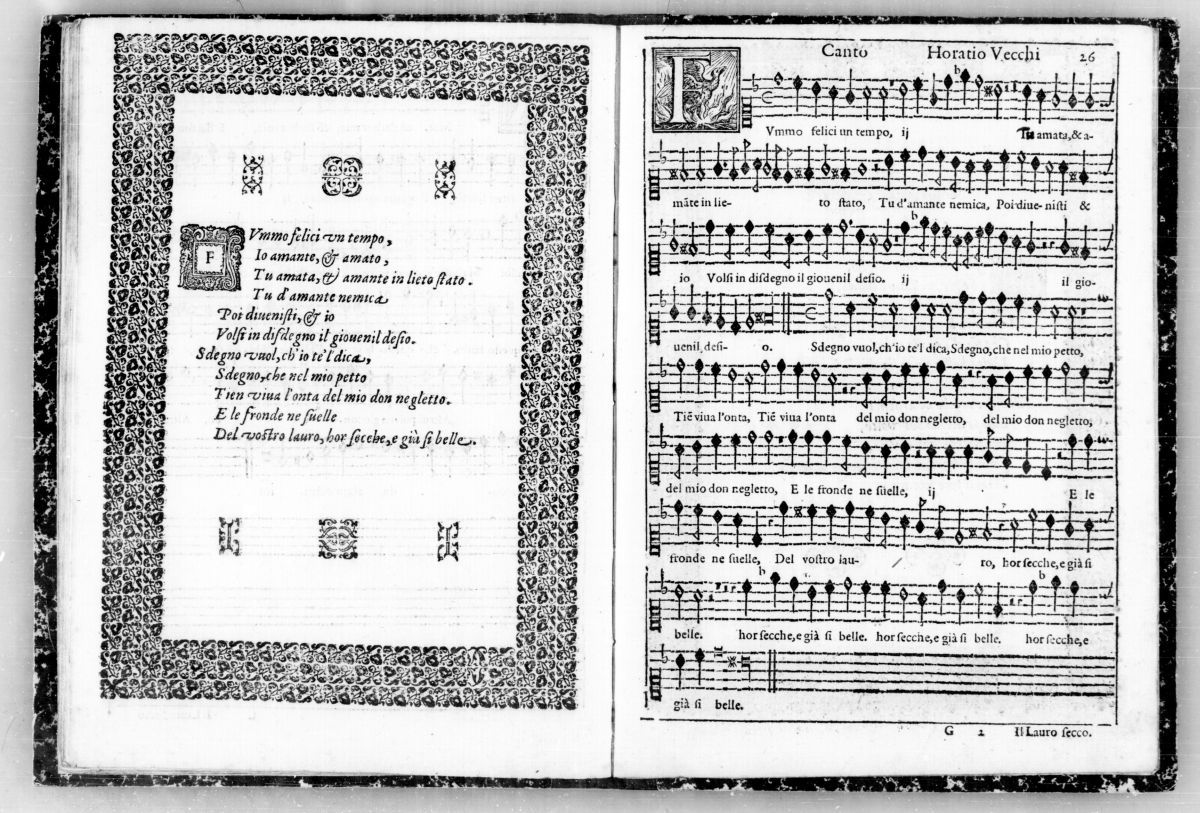 FVmmo felici vn tempo,
Io amante, & amato,
Tu amata, & amante in lieto ſtato.
Tu d'amante nemica
Poi diueniſti, & io
Volſi in diſdegno il giouenil deſio.
Sdegno vuol, ch'io te'l dica,
Sdegno, che nel mio petto
Tien viua l'onta del mio don negletto.
E le fronde ne ſuelle
Del voſtro lauro, hor ſecche, e già ſi belle.
Canto Horatio Vecchi 26
FVmmo felici un tempo, ij Tu amata, & a-
māte in lie- to ſtato, Tu d'amante nemica, Poi diue- niſti &
io Volſi in diſdegno il giouenil deſio. ij il gio-
uenil deſi- o. Sdegno vuol, ch'io te'l dica, Sdegno, che nel mio petto,
Tiē viua l'onta, Tiē viua l'onta del mio don negletto, del mio don negletto,
del mio don negletto, E le fronde ne ſuelle, ij E le
fronde ne ſuelle, Del voſtro lau- ro, hor ſecche, e già ſi
belle. hor ſecche, e già ſi belle. hor ſecche, e già ſi belle. hor ſecche, e
già ſi belle.
G 2 Il Lauro ſecco.